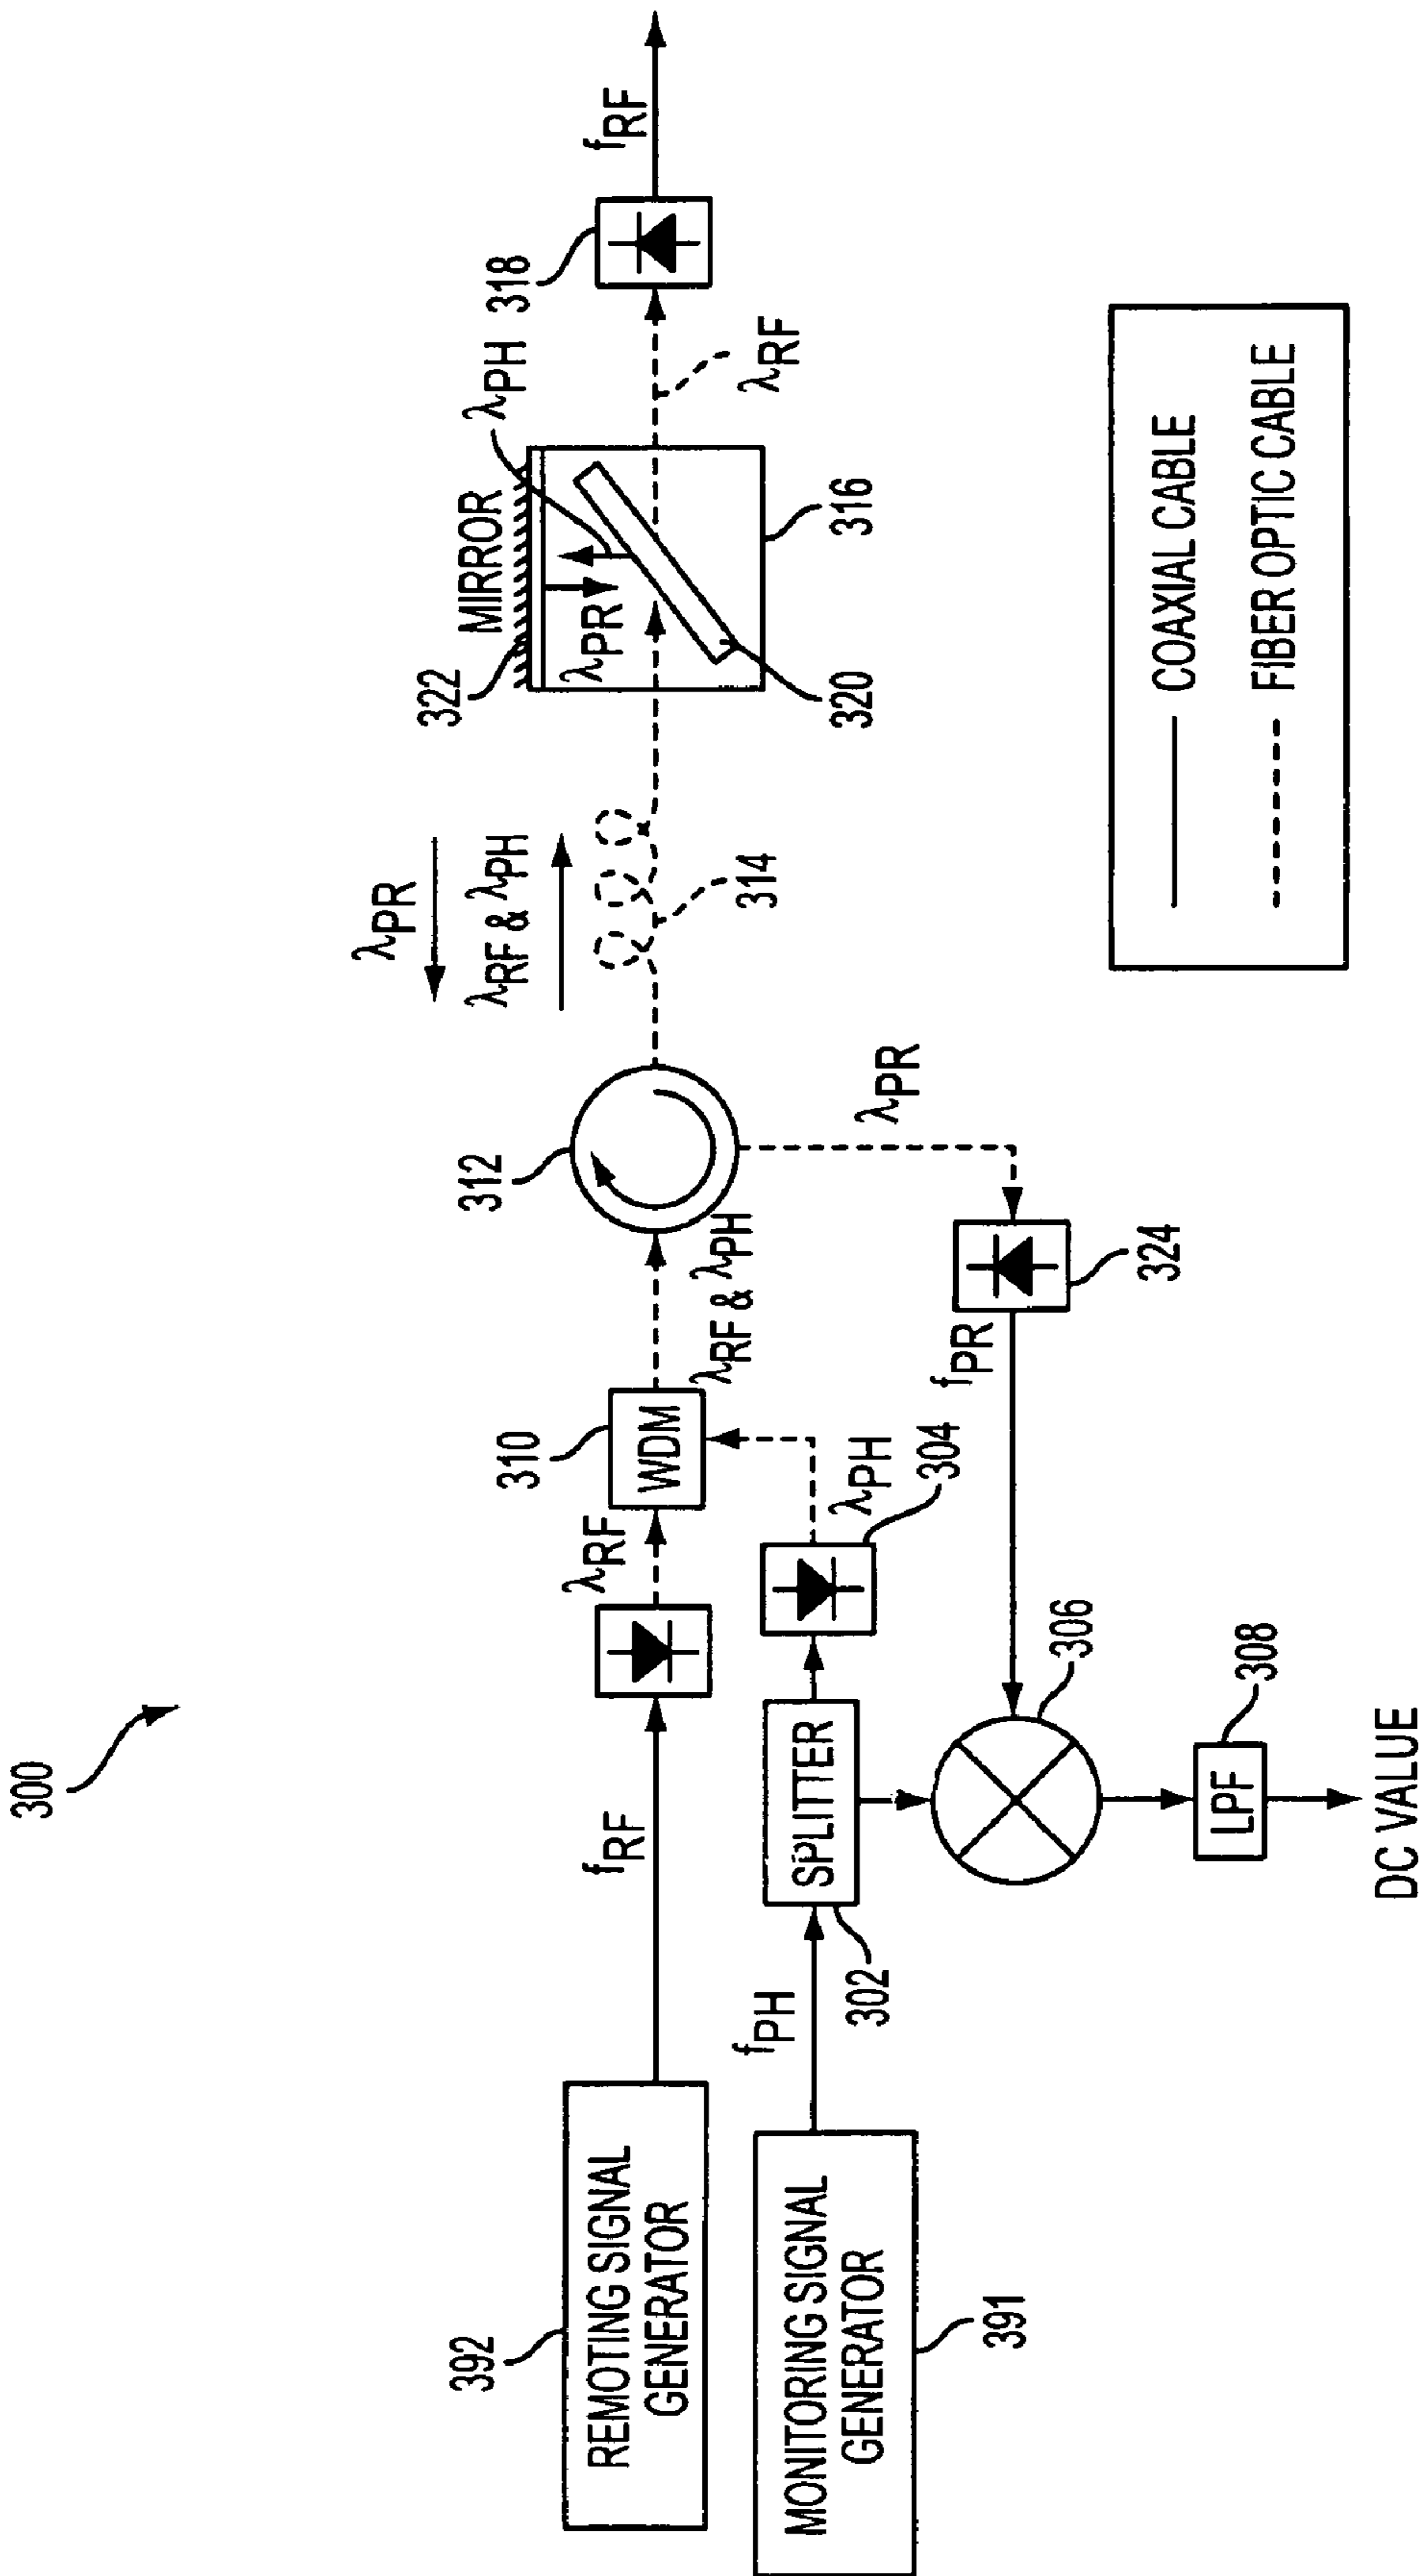 300
392
REMOTING SIGNAL
GENERATOR
fRF
λRF
310
WDM
λRF & λPH
312
λPR
λRF & λPH
314
322
MIRROR
λPR
λPH
320
316
λRF
318
fRF
MONITORING SIGNAL
GENERATOR
391
fPH
302
SPLITTER
λPH
304
306
fPR
324
λPR
308
LPF
DC VALUE
COAXIAL CABLE
FIBER OPTIC CABLE